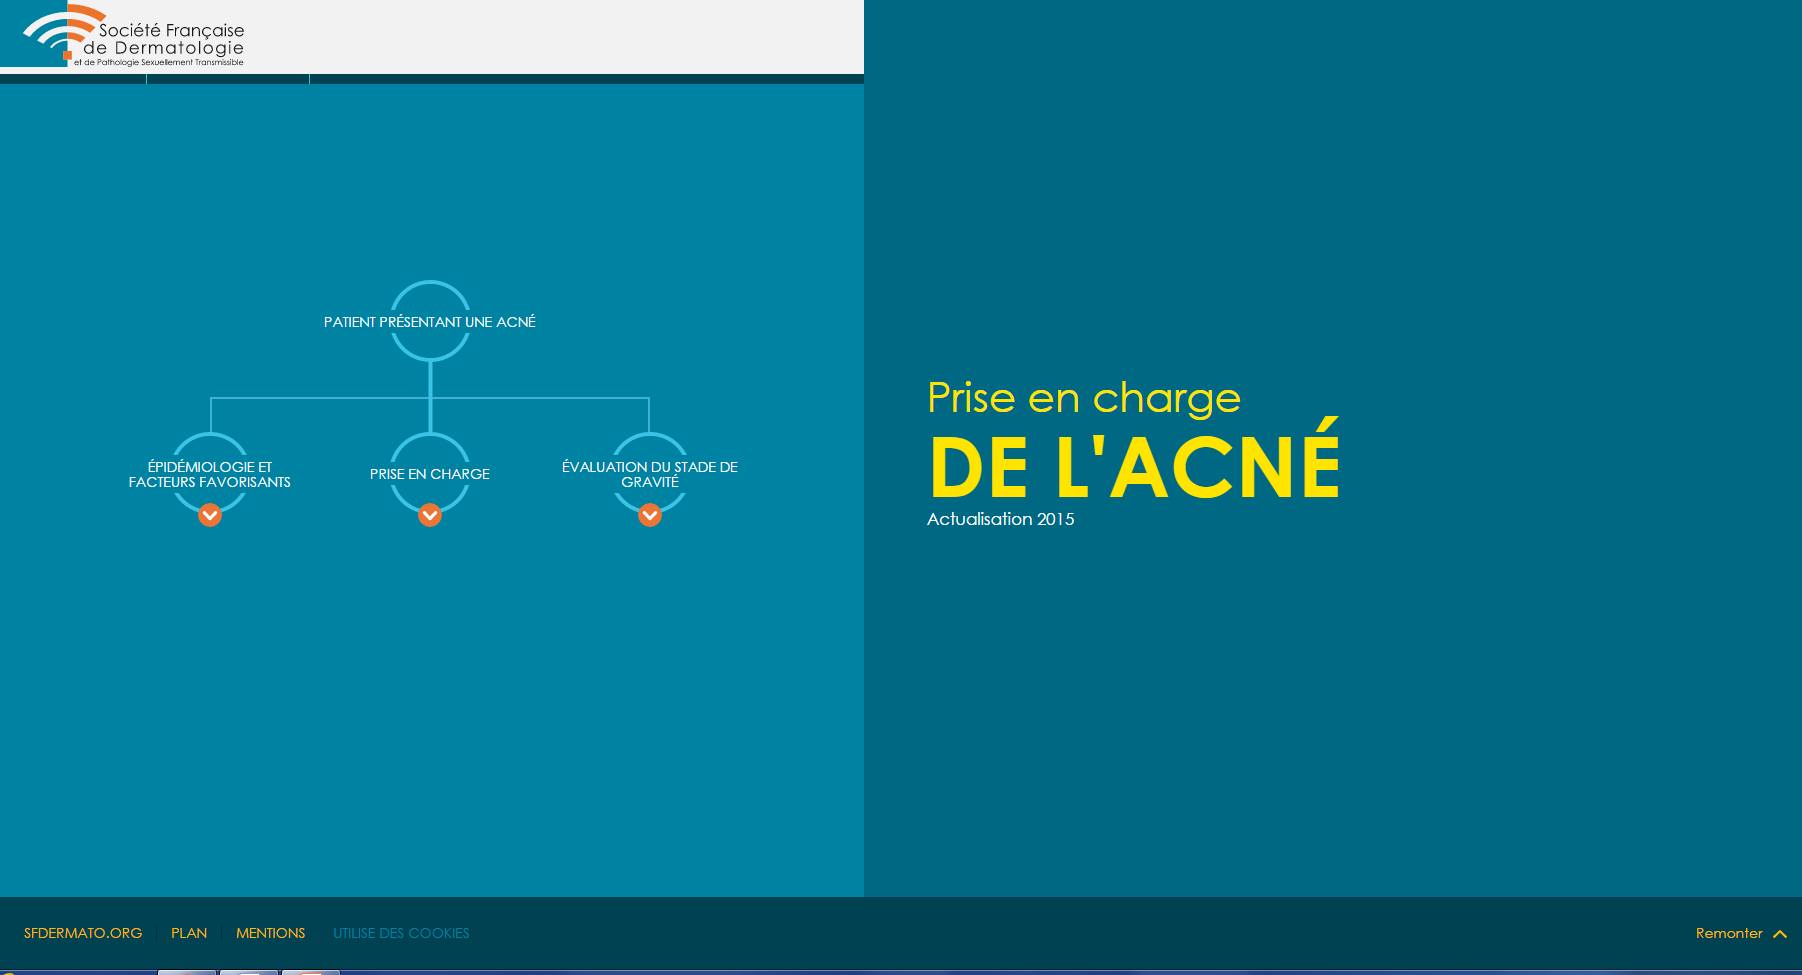 Société Française
de Dermatologie
et de Pathologie Sexuellement Transmissible
PATIENT PRÉSENTANT UNE ACNÉ
ÉPIDÉMIOLOGIE ET
FACTEURS FAVORISANTS
PRISE EN CHARGE
ÉVALUATION DU STADE DE
GRAVITÉ
Prise en charge
DE L'ACNÉ
Actualisation 2015
SFDERMATO.ORG
PLAN
MENTIONS
UTILISE DES COOKIES
Remonter